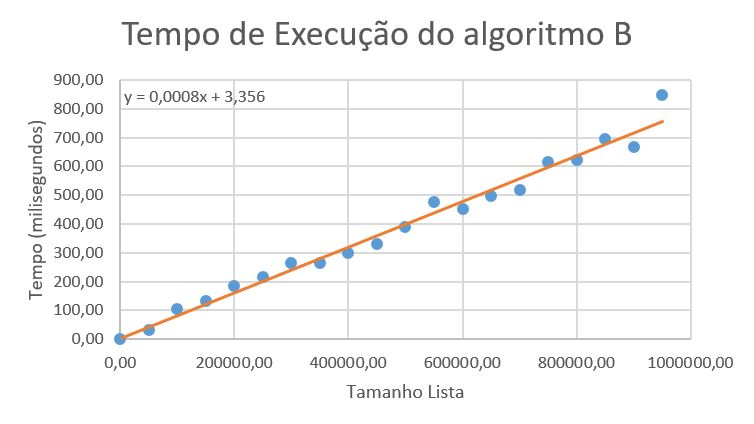 Tempo de Execução do algoritmo B
y = 0,0008x + 3,356
Tempo (milisegundos)
900,00
800,00
700,00
600,00
500,00
400,00
300,00
200,00
100,00
0,00
0,00 200000,00 400000,00 600000,00 800000,00 1000000,00
Tamanho Lista